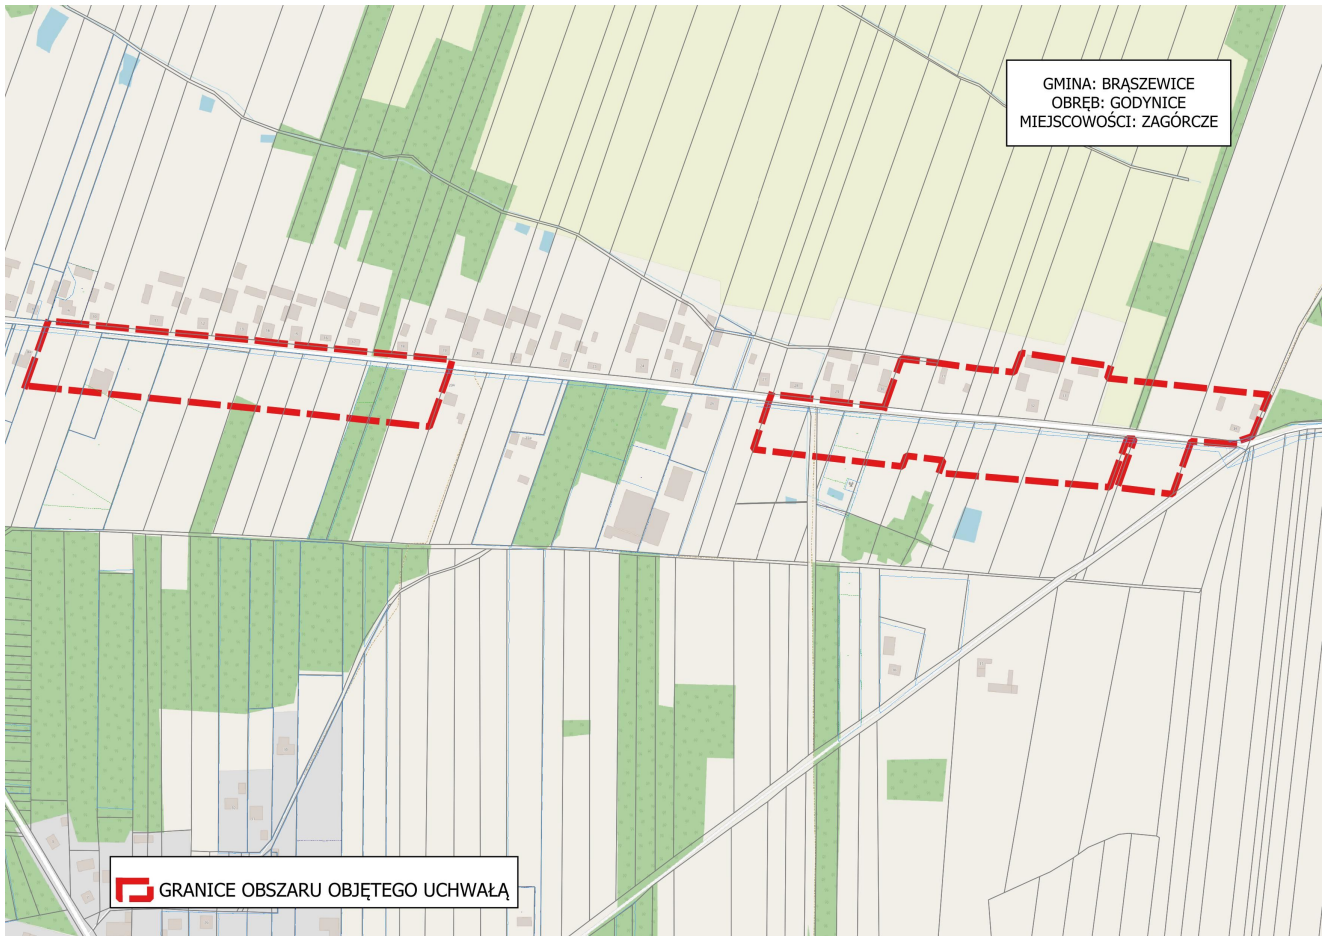 GMINA: BRĄSZEWICE
OBRĘB: GODYNICE
MIEJSCOWOŚCI: ZAGÓRCZE
GRANICE OBSZARU OBJĘTEGO UCHWAŁĄ